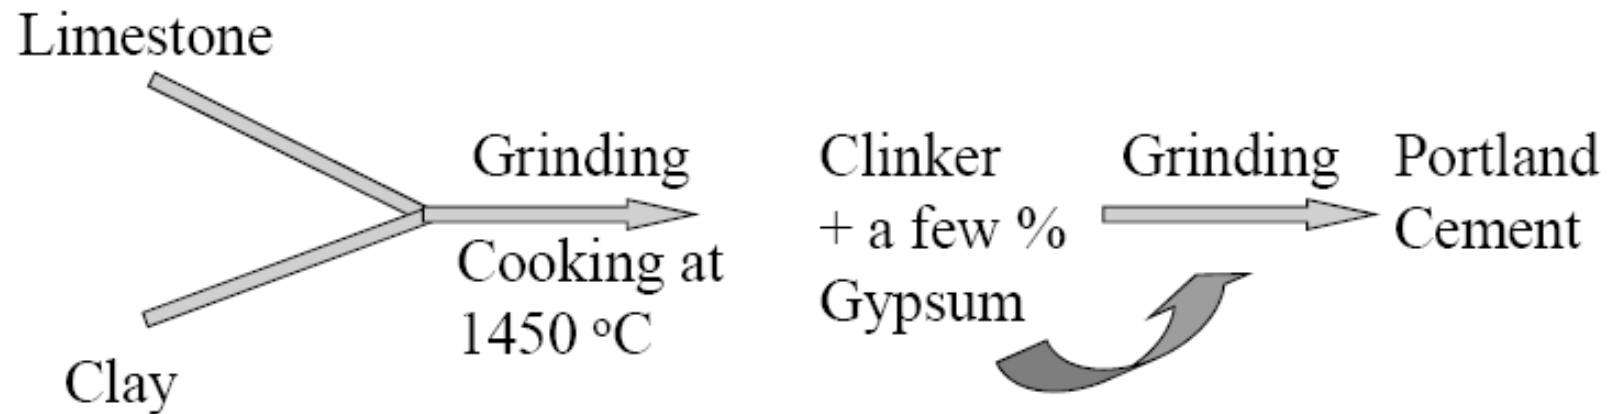 Limestone
Grinding
Cooking at
1450 °C
Clay
Clinker
+ a few %
Gypsum
Grinding
Portland
Cement